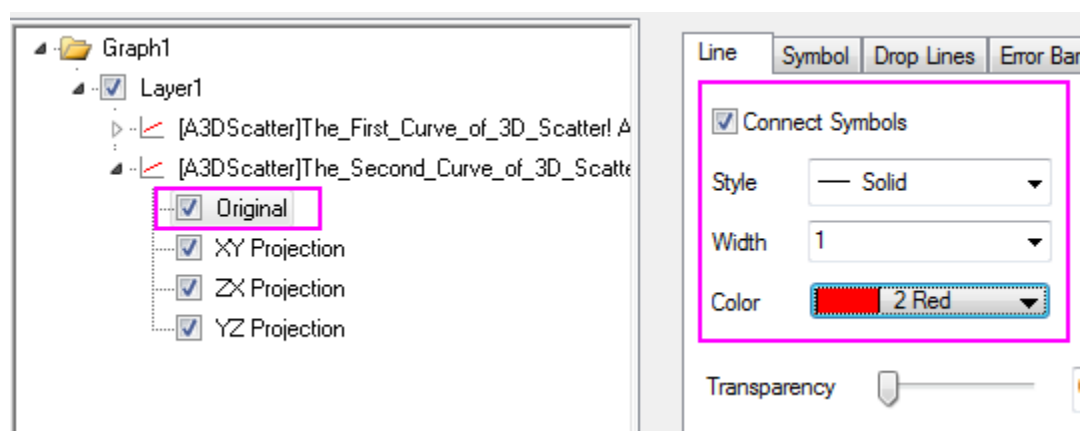 Graph1
Layer1
[A3DScatter]The_First_Curve_of_3D_Scatter! A
[A3DScatter]The_Second_Curve_of_3D_Scatte
Original
XY Projection
ZX Projection
YZ Projection
Line Symbol Drop Lines Error Bar
Connect Symbols
Style Solid
Width 1
Color 2 Red
Transparency